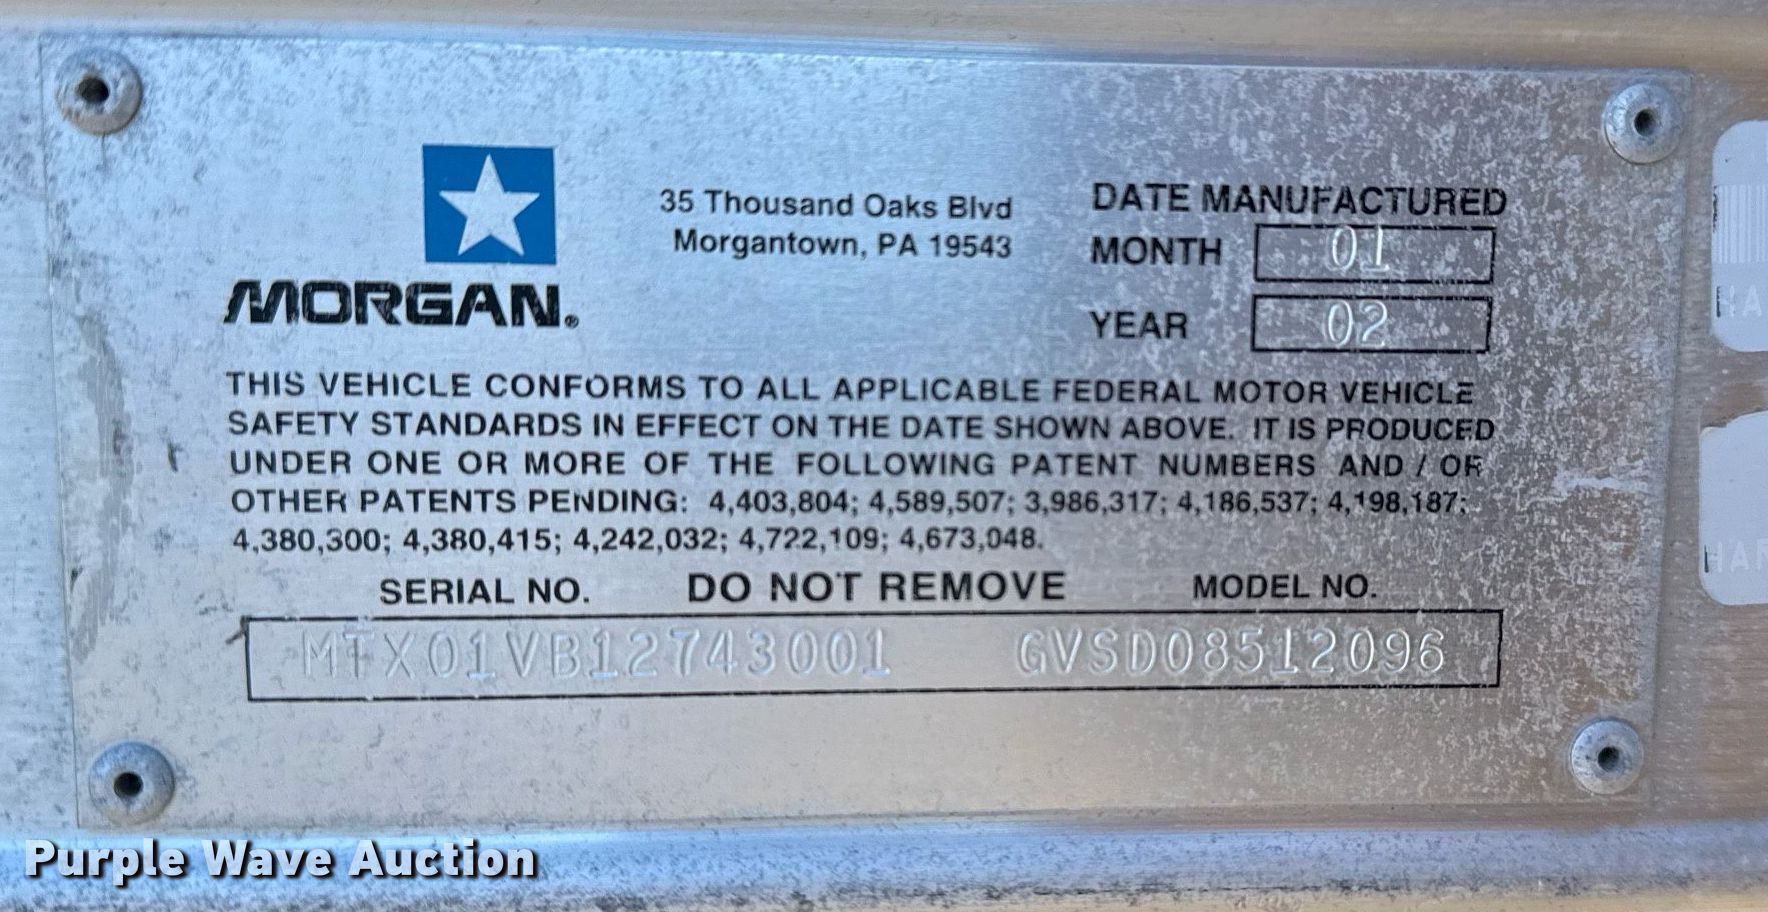 35 Thousand Oaks Blvd
Morgantown, PA 19543
MORGAN®
DATE MANUFACTURED
MONTH 01
YEAR 02
THIS VEHICLE CONFORMS TO ALL APPLICABLE FEDERAL MOTOR VEHICLE
SAFETY STANDARDS IN EFFECT ON THE DATE SHOWN ABOVE. IT IS PRODUCED
UNDER ONE OR MORE OF THE FOLLOWING PATENT NUMBERS AND / OR
OTHER PATENTS PENDING: 4,403,804; 4,589,507; 3,986,317; 4,186,537; 4,198,187;
4,380,300; 4,380,415; 4,242,032; 4,722,109; 4,673,048.
SERIAL NO. DO NOT REMOVE MODEL NO.
MTX01VB12743001 GVSD08512096
Purple Wave Auction